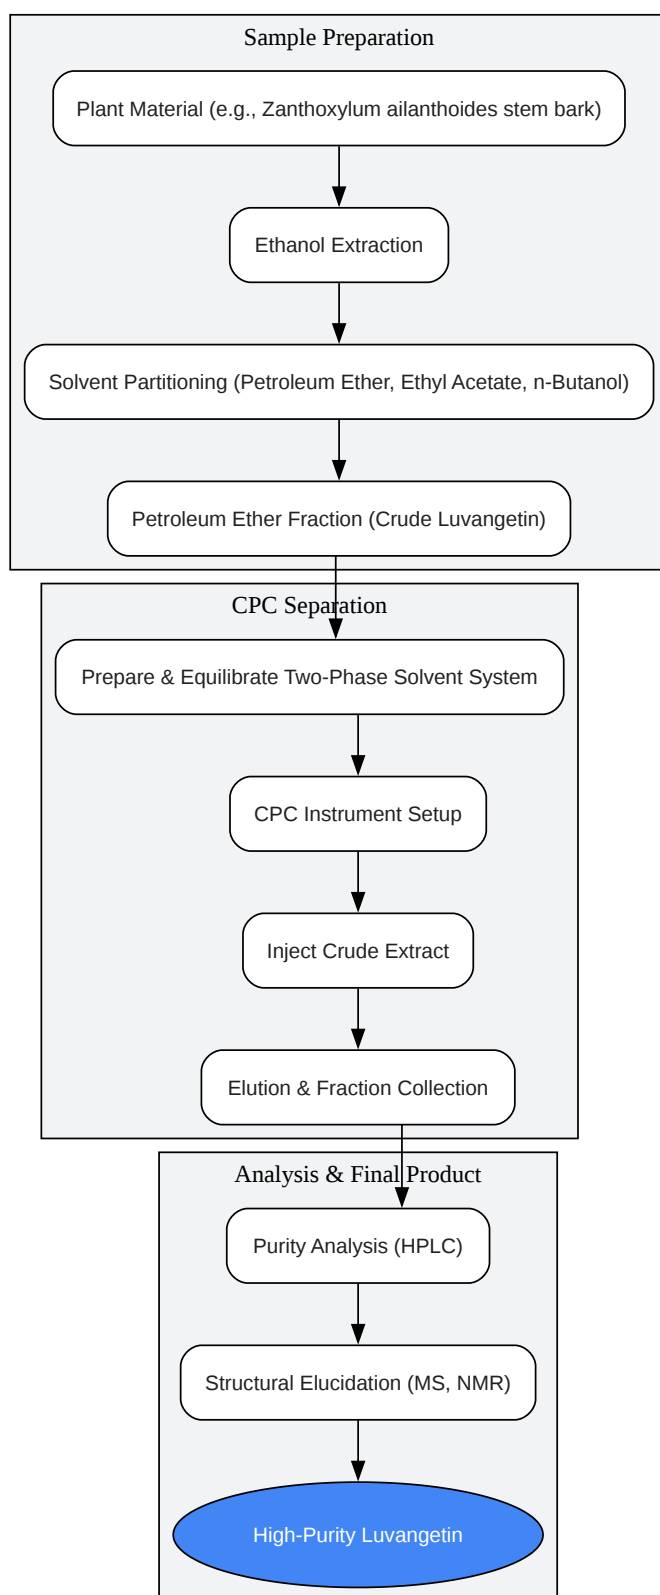 Sample Preparation
Plant Material (e.g., Zanthoxylum ailanthoides stem bark)
Ethanol Extraction
Solvent Partitioning (Petroleum Ether, Ethyl Acetate, n-Butanol)
Petroleum Ether Fraction (Crude Luvangetin)
CPC Separation
Prepare & Equilibrate Two-Phase Solvent System
CPC Instrument Setup
Inject Crude Extract
Elution & Fraction Collection
Analysis & Final Product
Purity Analysis (HPLC)
Structural Elucidation (MS, NMR)
High-Purity Luvangetin